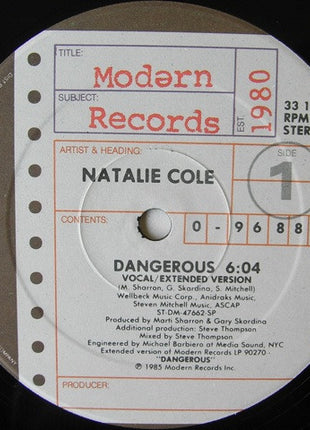 TITLE:
Modərn
SUBJECT:
Records
EST. 1980
33 1
RPM
STER
ARTIST & HEADING:
NATALIE COLE
SIDE
1
CONTENTS:
0-9688
DANGEROUS 6:04
VOCAL/EXTENDED VERSION
(M. Sharron, G. Skardina, S. Mitchell)
Wellbeck Music Corp., Anidraks Music,
Steven Mitchell Music, ASCAP
ST-DM-47662-SP
Produced by Marti Sharron & Gary Skardina
Additional production: Steve Thompson
Mixed by Steve Thompson
Engineered by Michael Barbiero at Media Sound, NYC
Extended version of Modern Records LP 90270-
"DANGEROUS"
℗ 1985 Modern Records Inc.
PRODUCER: